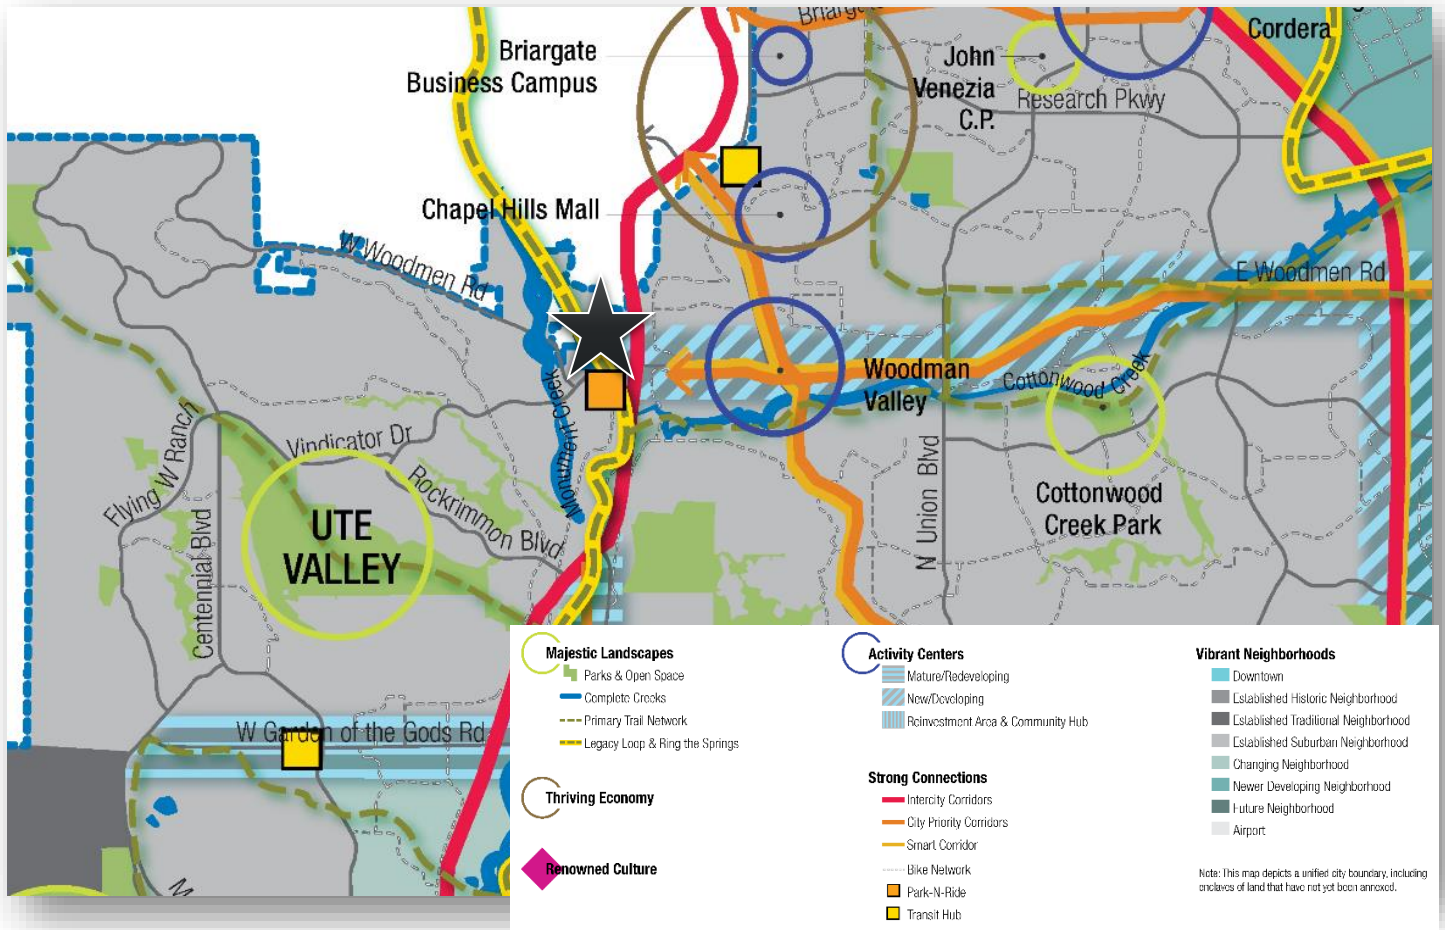 Briargate
Cordera
Briargate
Business Campus
John
Venezia
C.P.
Research Pkwy
Chapel Hills Mall
W Woodmen Rd
E Woodmen Rd
Monument Creek
Woodman
Valley
Cottonwood Creek
Flying W Ranch
Vindicator Dr
Rockrimmon Blvd
Centennial Blvd
UTE
VALLEY
N Union Blvd
Cottonwood
Creek Park
W Garden of the Gods Rd
M
Majestic Landscapes
Parks & Open Space
Complete Creeks
Primary Trail Network
Legacy Loop & Ring the Springs
Thriving Economy
Renowned Culture
Activity Centers
Mature/Redeveloping
New/Developing
Reinvestment Area & Community Hub
Strong Connections
Intercity Corridors
City Priority Corridors
Smart Corridor
Bike Network
Park-N-Ride
Transit Hub
Vibrant Neighborhoods
Downtown
Established Historic Neighborhood
Established Traditional Neighborhood
Established Suburban Neighborhood
Changing Neighborhood
Newer Developing Neighborhood
Future Neighborhood
Airport
Note: This map depicts a unified city boundary, including
enclaves of land that have not yet been annexed.